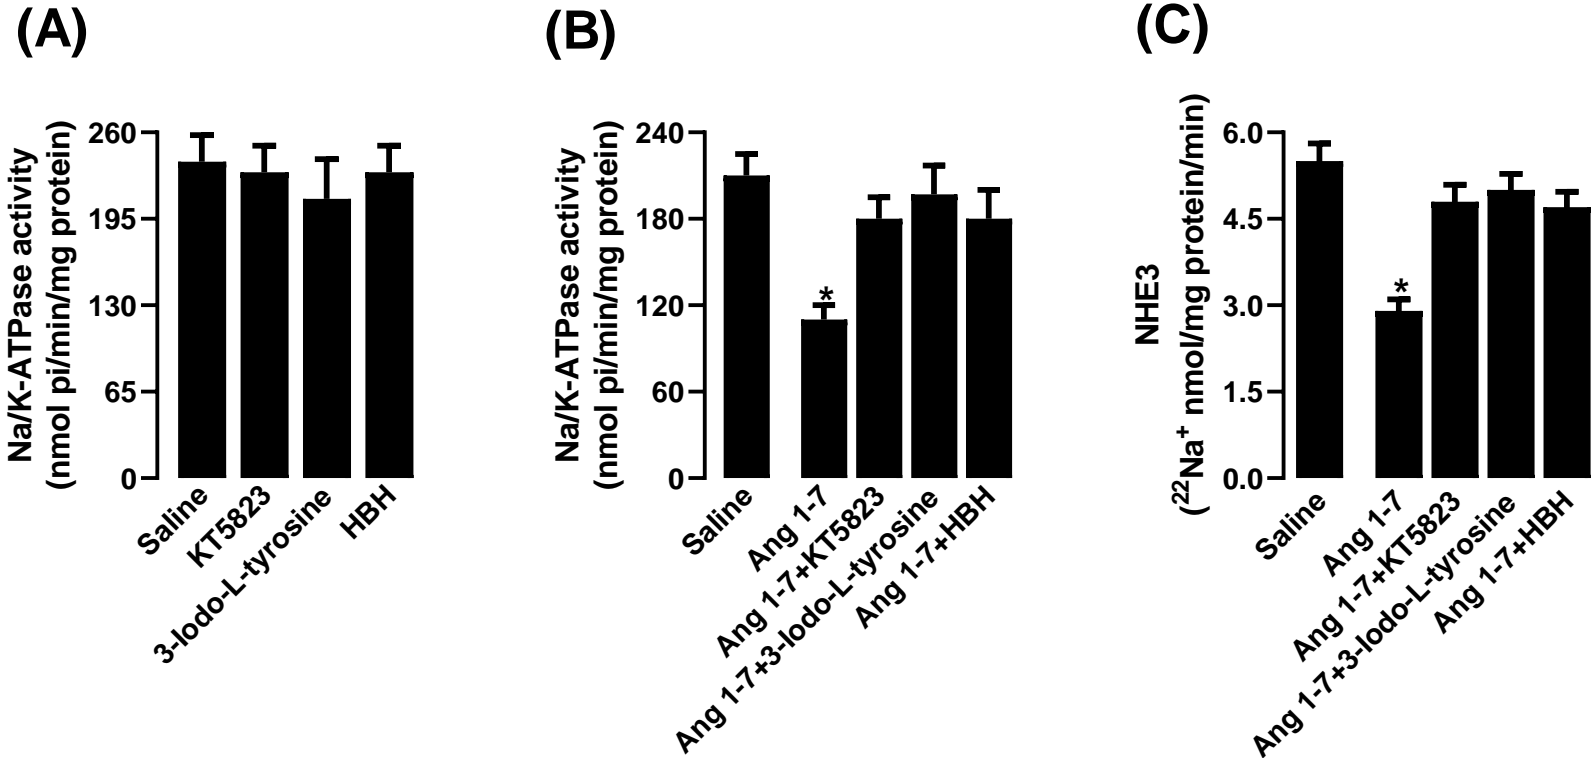 (A)
Na/K-ATPase activity
(nmol pi/min/mg protein)
260
195
130
65
0
Saline
KT5823
3-Iodo-L-tyrosine
HBH
(B)
Na/K-ATPase activity
(nmol pi/min/mg protein)
240
180
120
60
0
*
Saline
Ang 1-7
Ang 1-7+KT5823
Ang 1-7+3-Iodo-L-tyrosine
Ang 1-7+HBH
(C)
NHE3
(²²Na⁺ nmol/mg protein/min)
6.0
4.5
3.0
1.5
0.0
*
Saline
Ang 1-7
Ang 1-7+KT5823
Ang 1-7+3-Iodo-L-tyrosine
Ang 1-7+HBH